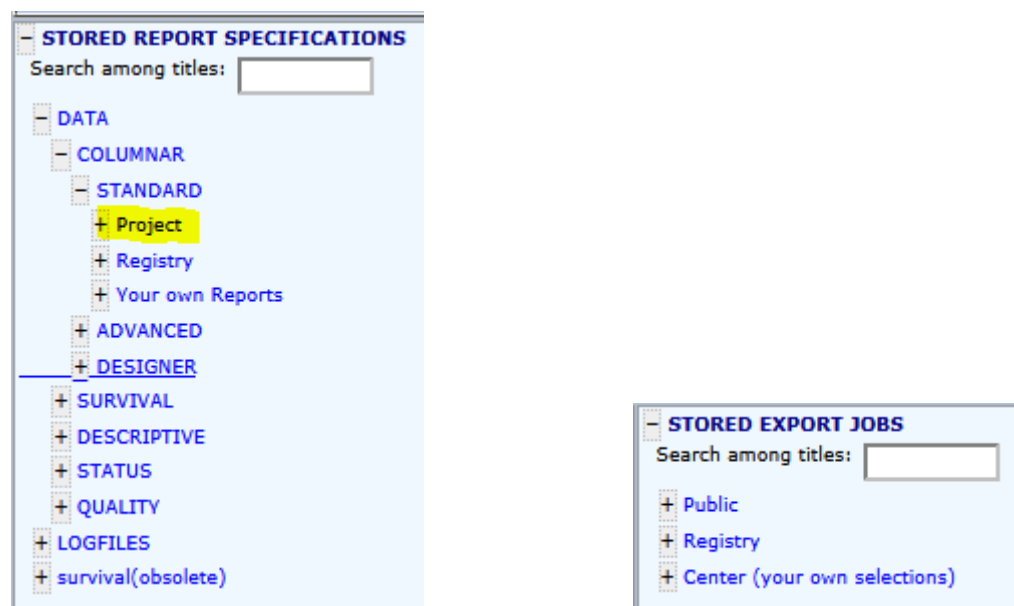 − STORED REPORT SPECIFICATIONS
Search among titles:
− DATA
− COLUMNAR
− STANDARD
+ Project
+ Registry
+ Your own Reports
+ ADVANCED
+ DESIGNER
+ SURVIVAL
+ DESCRIPTIVE
+ STATUS
+ QUALITY
+ LOGFILES
+ survival(obsolete)
− STORED EXPORT JOBS
Search among titles:
+ Public
+ Registry
+ Center (your own selections)